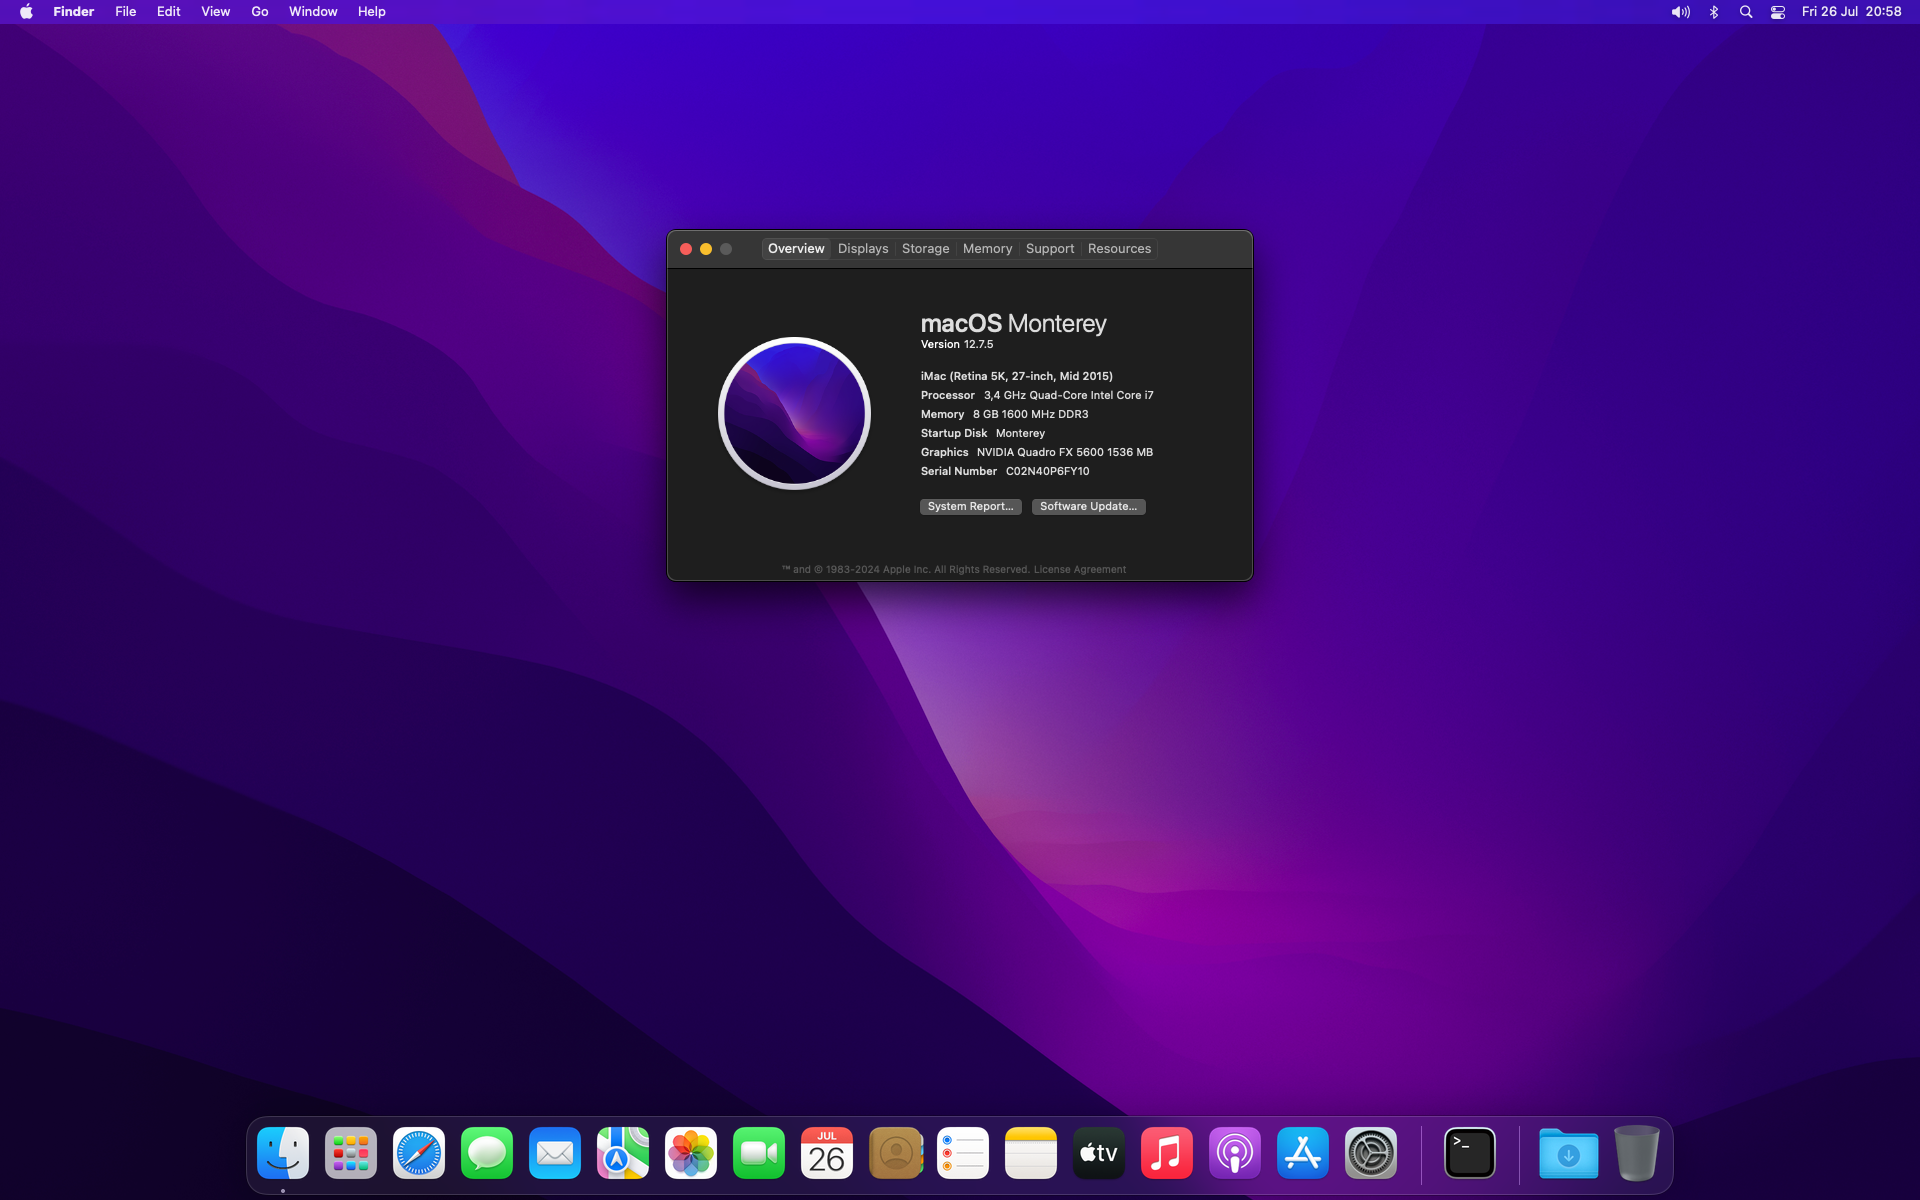 Finder File Edit View Go Window Help
Fri 26 Jul 20:58
Overview Displays Storage Memory Support Resources
macOS Monterey
Version 12.7.5
iMac (Retina 5K, 27-inch, Mid 2015)
Processor 3,4 GHz Quad-Core Intel Core i7
Memory 8 GB 1600 MHz DDR3
Startup Disk Monterey
Graphics NVIDIA Quadro FX 5600 1536 MB
Serial Number C02N40P6FY10
System Report... Software Update...
™ and © 1983-2024 Apple Inc. All Rights Reserved. License Agreement
JUL
26
tv
>_